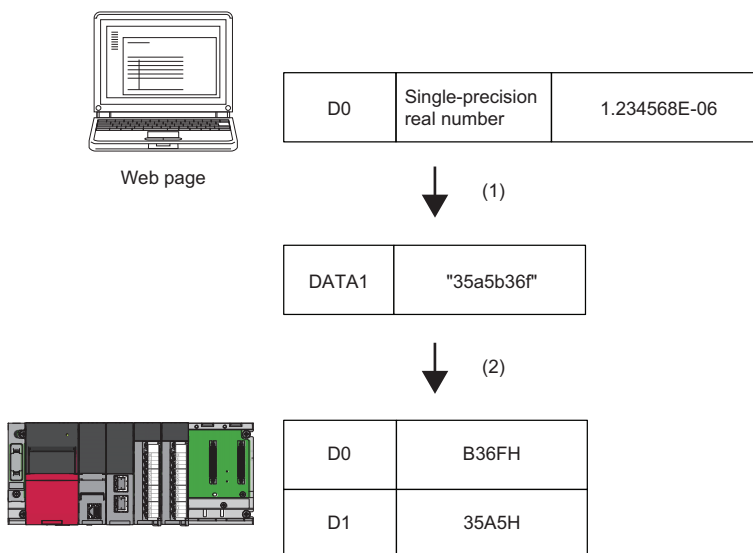 D0
Single-precision
real number
1.234568E-06
Web page
(1)
DATA1
"35a5b36f"
(2)
D0
B36FH
D1
35A5H